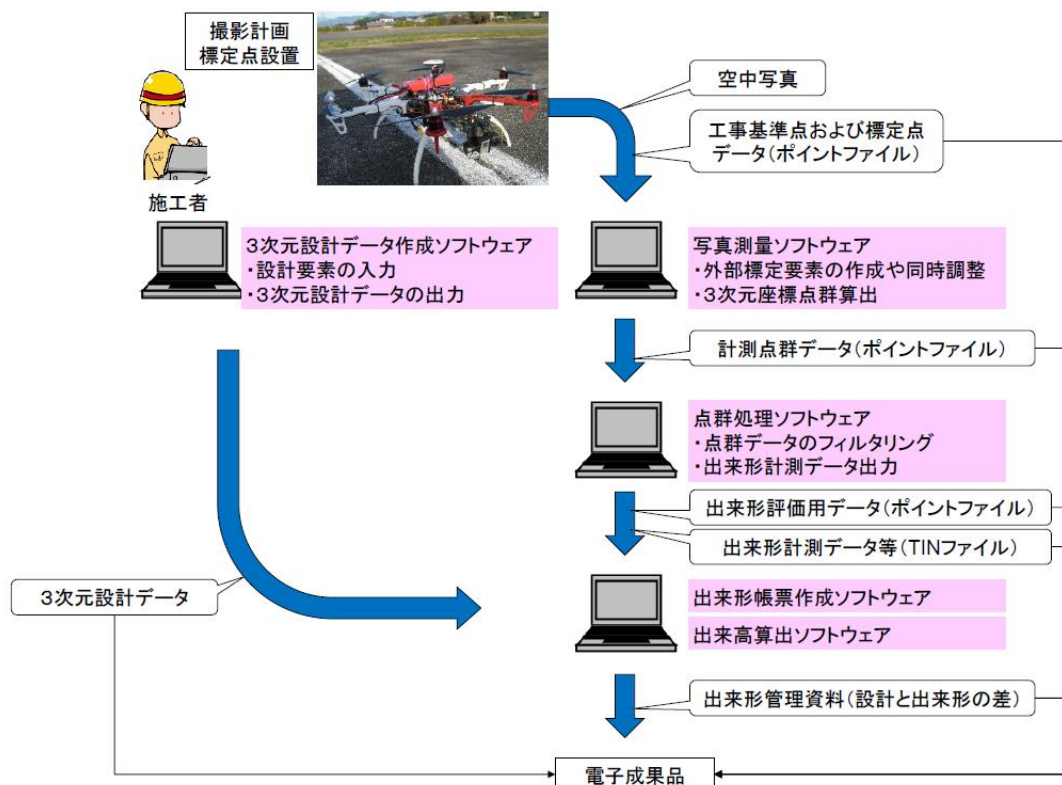 撮影計画
標定点設置
空中写真
工事基準点および標定点
データ(ポイントファイル)
施工者
3次元設計データ作成ソフトウェア
・設計要素の入力
・3次元設計データの出力
写真測量ソフトウェア
・外部標定要素の作成や同時調整
・3次元座標点群算出
計測点群データ(ポイントファイル)
点群処理ソフトウェア
・点群データのフィルタリング
・出来形計測データ出力
出来形評価用データ(ポイントファイル)
出来形計測データ等(TINファイル)
3次元設計データ
出来形帳票作成ソフトウェア
出来高算出ソフトウェア
出来形管理資料(設計と出来形の差)
電子成果品